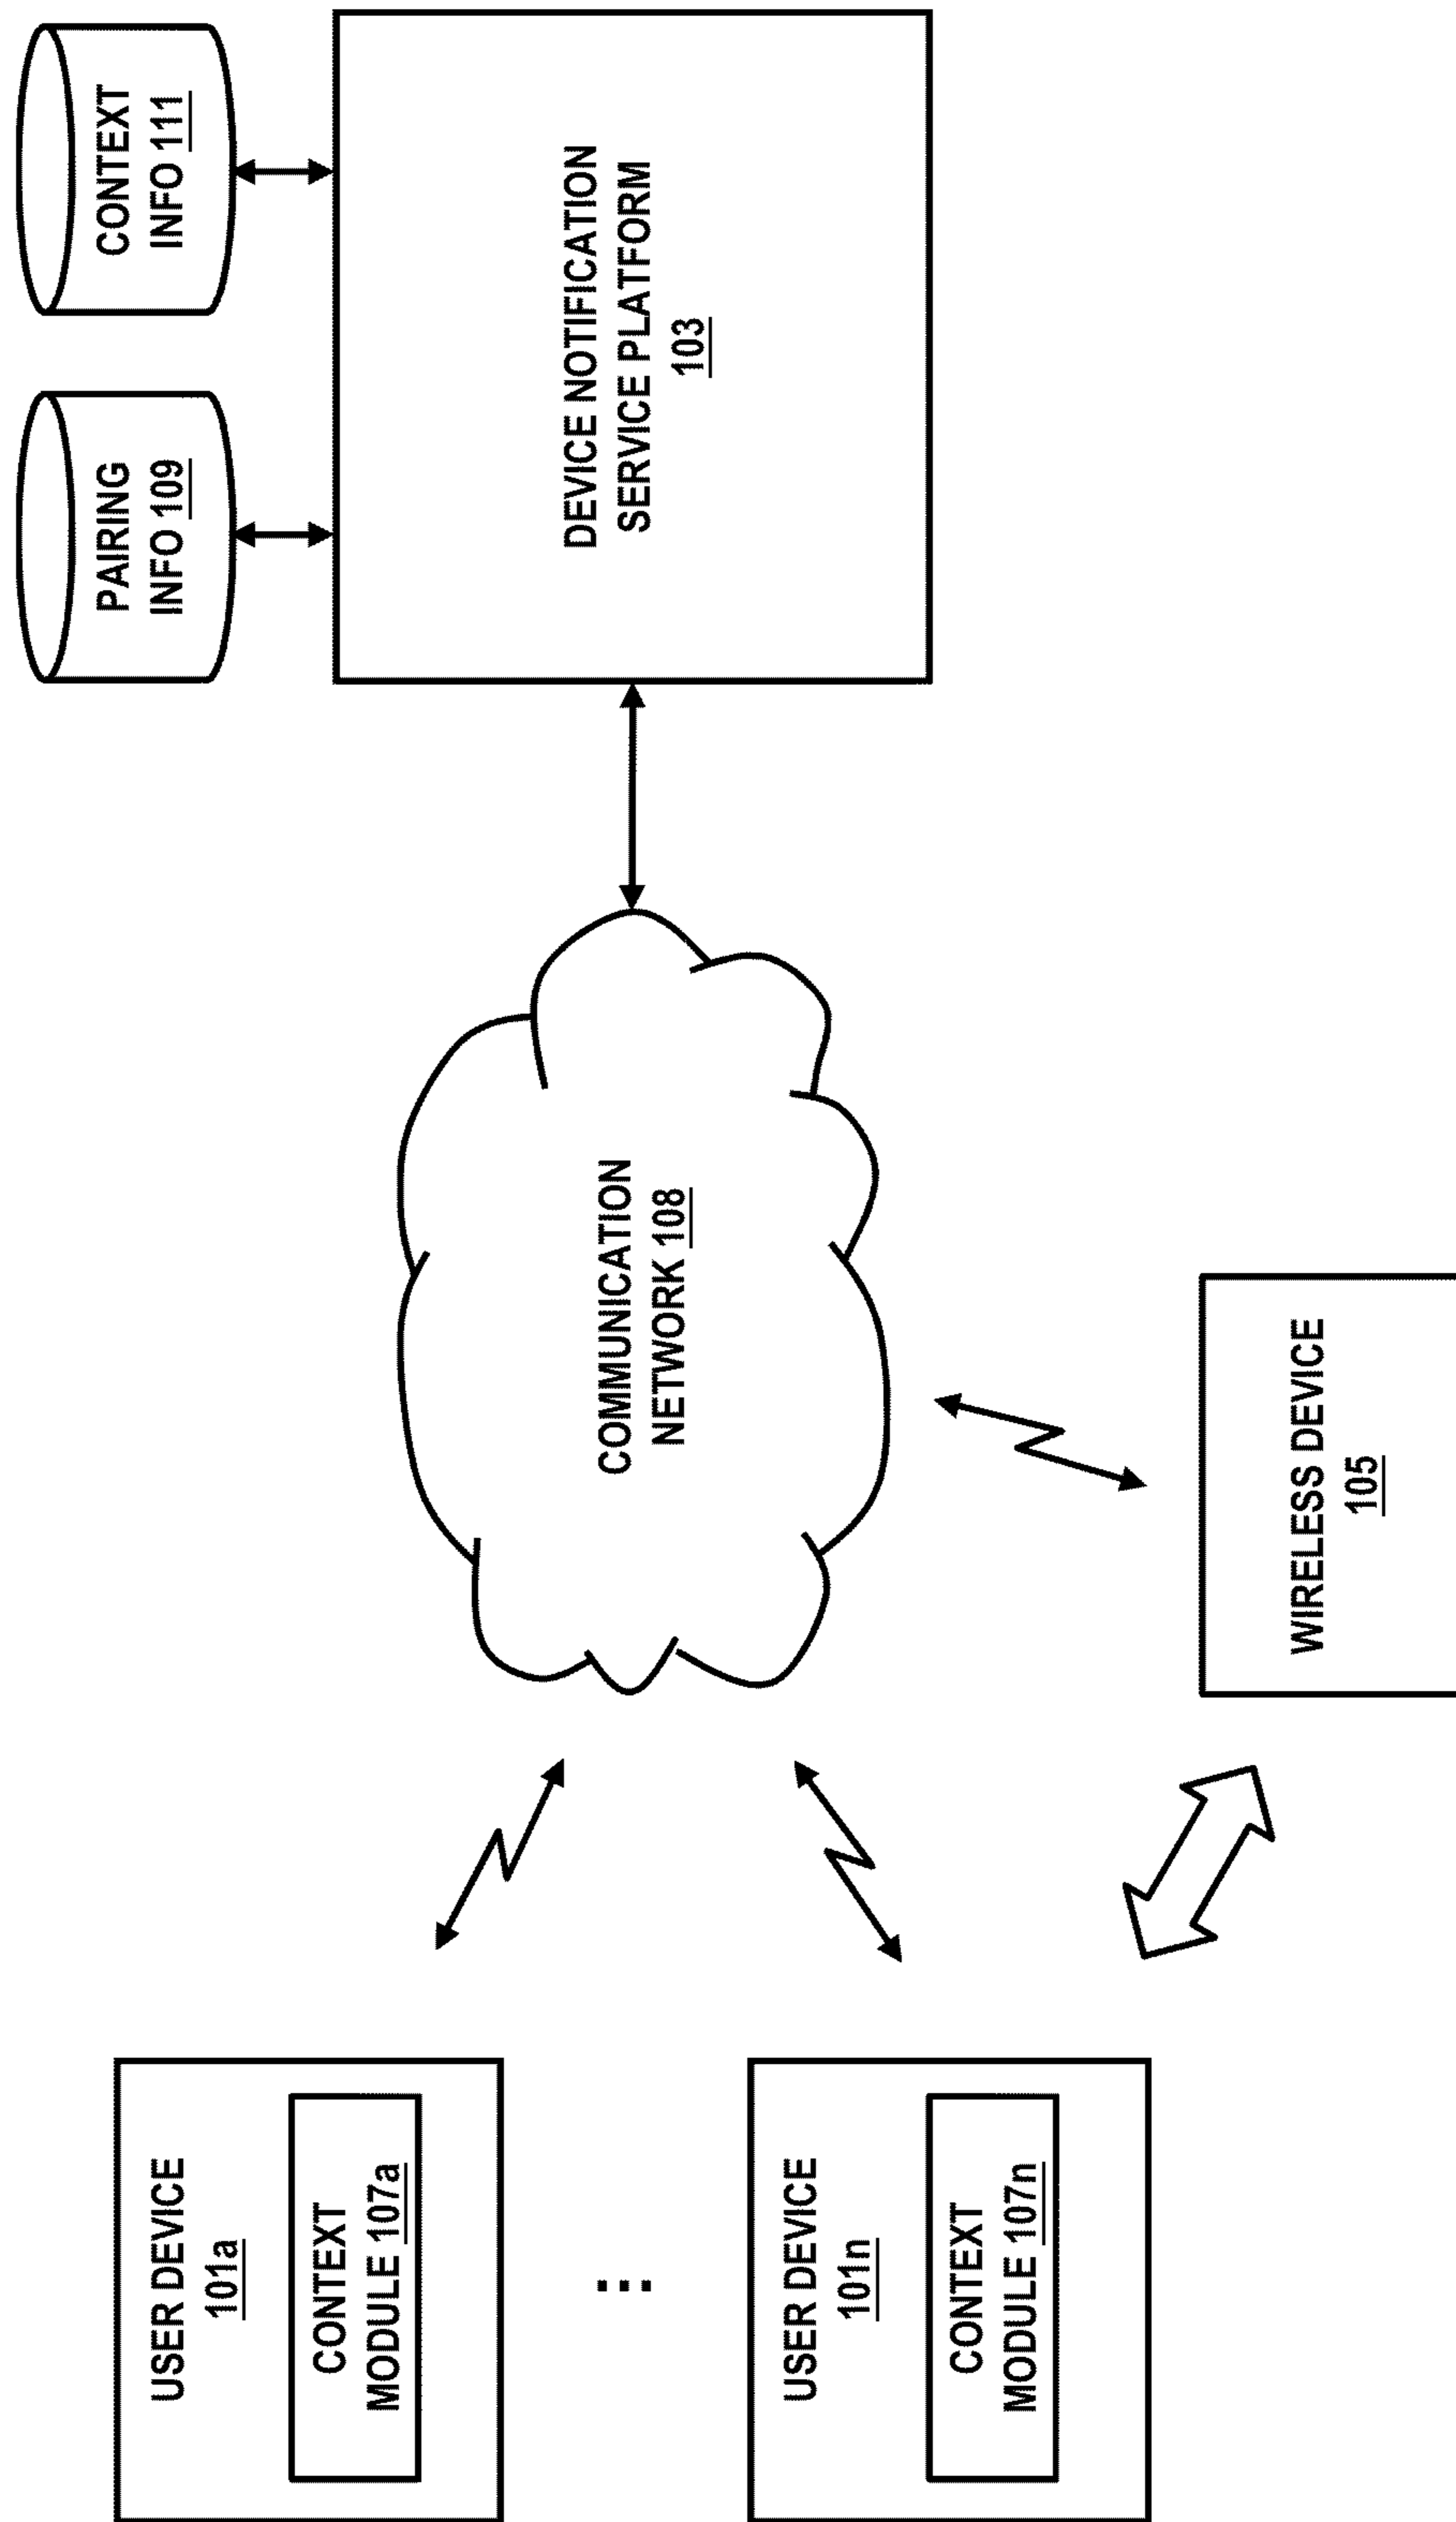 USER DEVICE
101a
CONTEXT
MODULE 107a
...
USER DEVICE
101n
CONTEXT
MODULE 107n
COMMUNICATION
NETWORK 108
WIRELESS DEVICE
105
PAIRING
INFO 109
CONTEXT
INFO 111
DEVICE NOTIFICATION
SERVICE PLATFORM
103